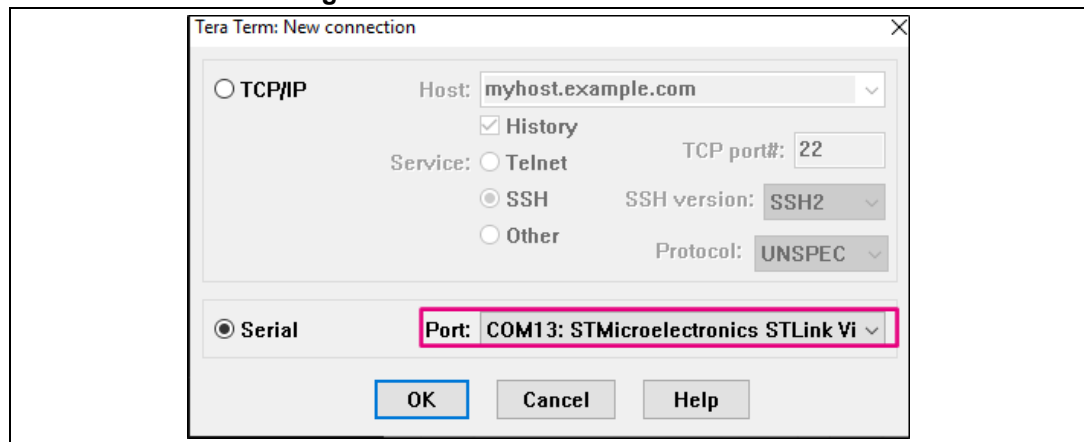 Tera Term: New connection
TCP/IP
Host: myhost.example.com
History
Service: Telnet
TCP port#: 22
SSH
SSH version: SSH2
Other
Protocol: UNSPEC
Serial
Port: COM13: STMicroelectronics STLink Vi
OK Cancel Help